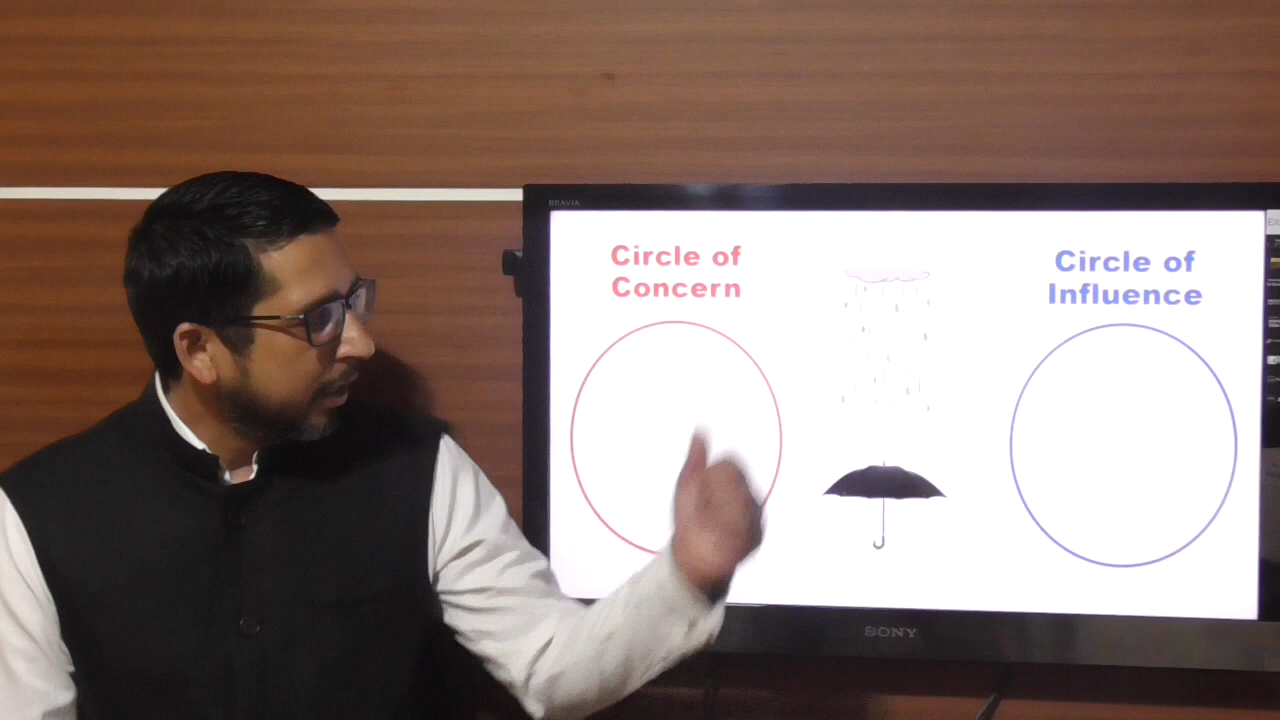 BRAVIA
Circle of
Concern
Circle of
Influence
SONY